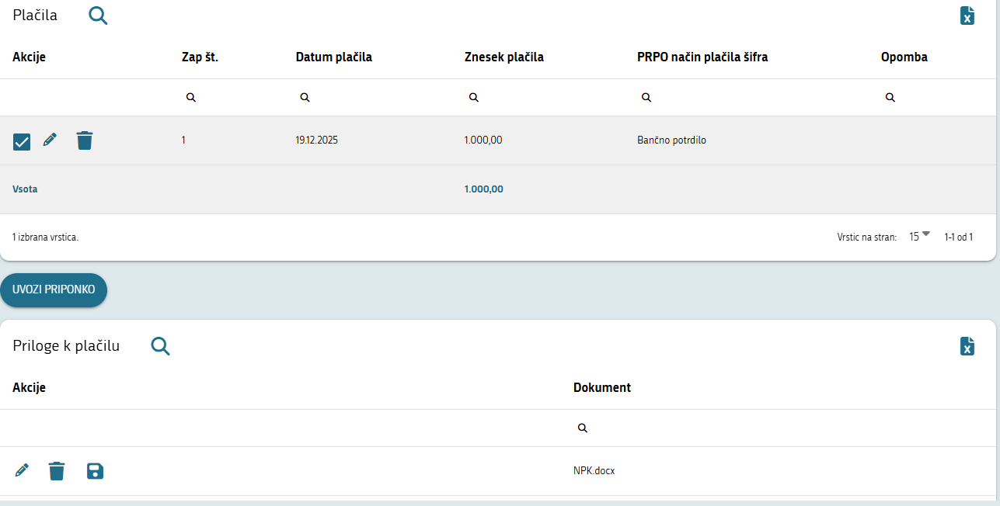 Plačila
Akcije Zap št. Datum plačila Znesek plačila PRPO način plačila šifra Opomba
1 19.12.2025 1.000,00 Bančno potrdilo
Vsota 1.000,00
1 izbrana vrstica. Vrstic na stran: 15 1-1 od 1
UVOZI PRIPONKO
Priloge k plačilu
Akcije Dokument
NPK.docx